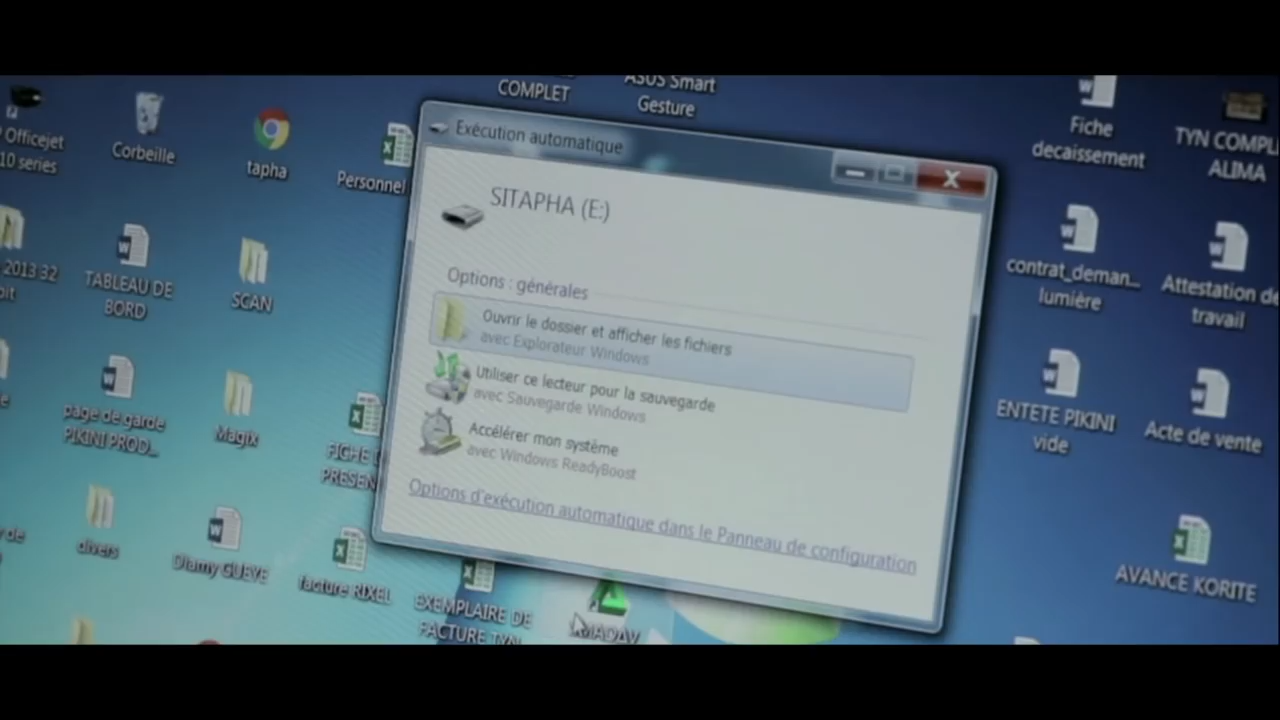 COMPLET
ASUS Smart
Gesture
Officejet
10 series
Corbeille
tapha
Personnel
Fiche
decaissement
ALIMA
Exécution automatique
SITAPHA (E:)
Options : générales
Ouvrir le dossier et afficher les fichiers
avec Explorateur Windows
Utiliser ce lecteur pour la sauvegarde
avec Sauvegarde Windows
Accélérer mon système
avec Windows ReadyBoost
Options d'exécution automatique dans le Panneau de configuration
2013 32
TABLEAU DE
BORD
SCAN
contrat_deman...
lumière
Attestation de
travail
page de garde
PIKINI PROD...
Magix
FICHE
PRESEN
ENTETE PIKINI
vide
Acte de vente
divers
Diamy GUEYE
facture RIXEL
EXEMPLAIRE DE
FACTURE TYN
AVANCE KORITE